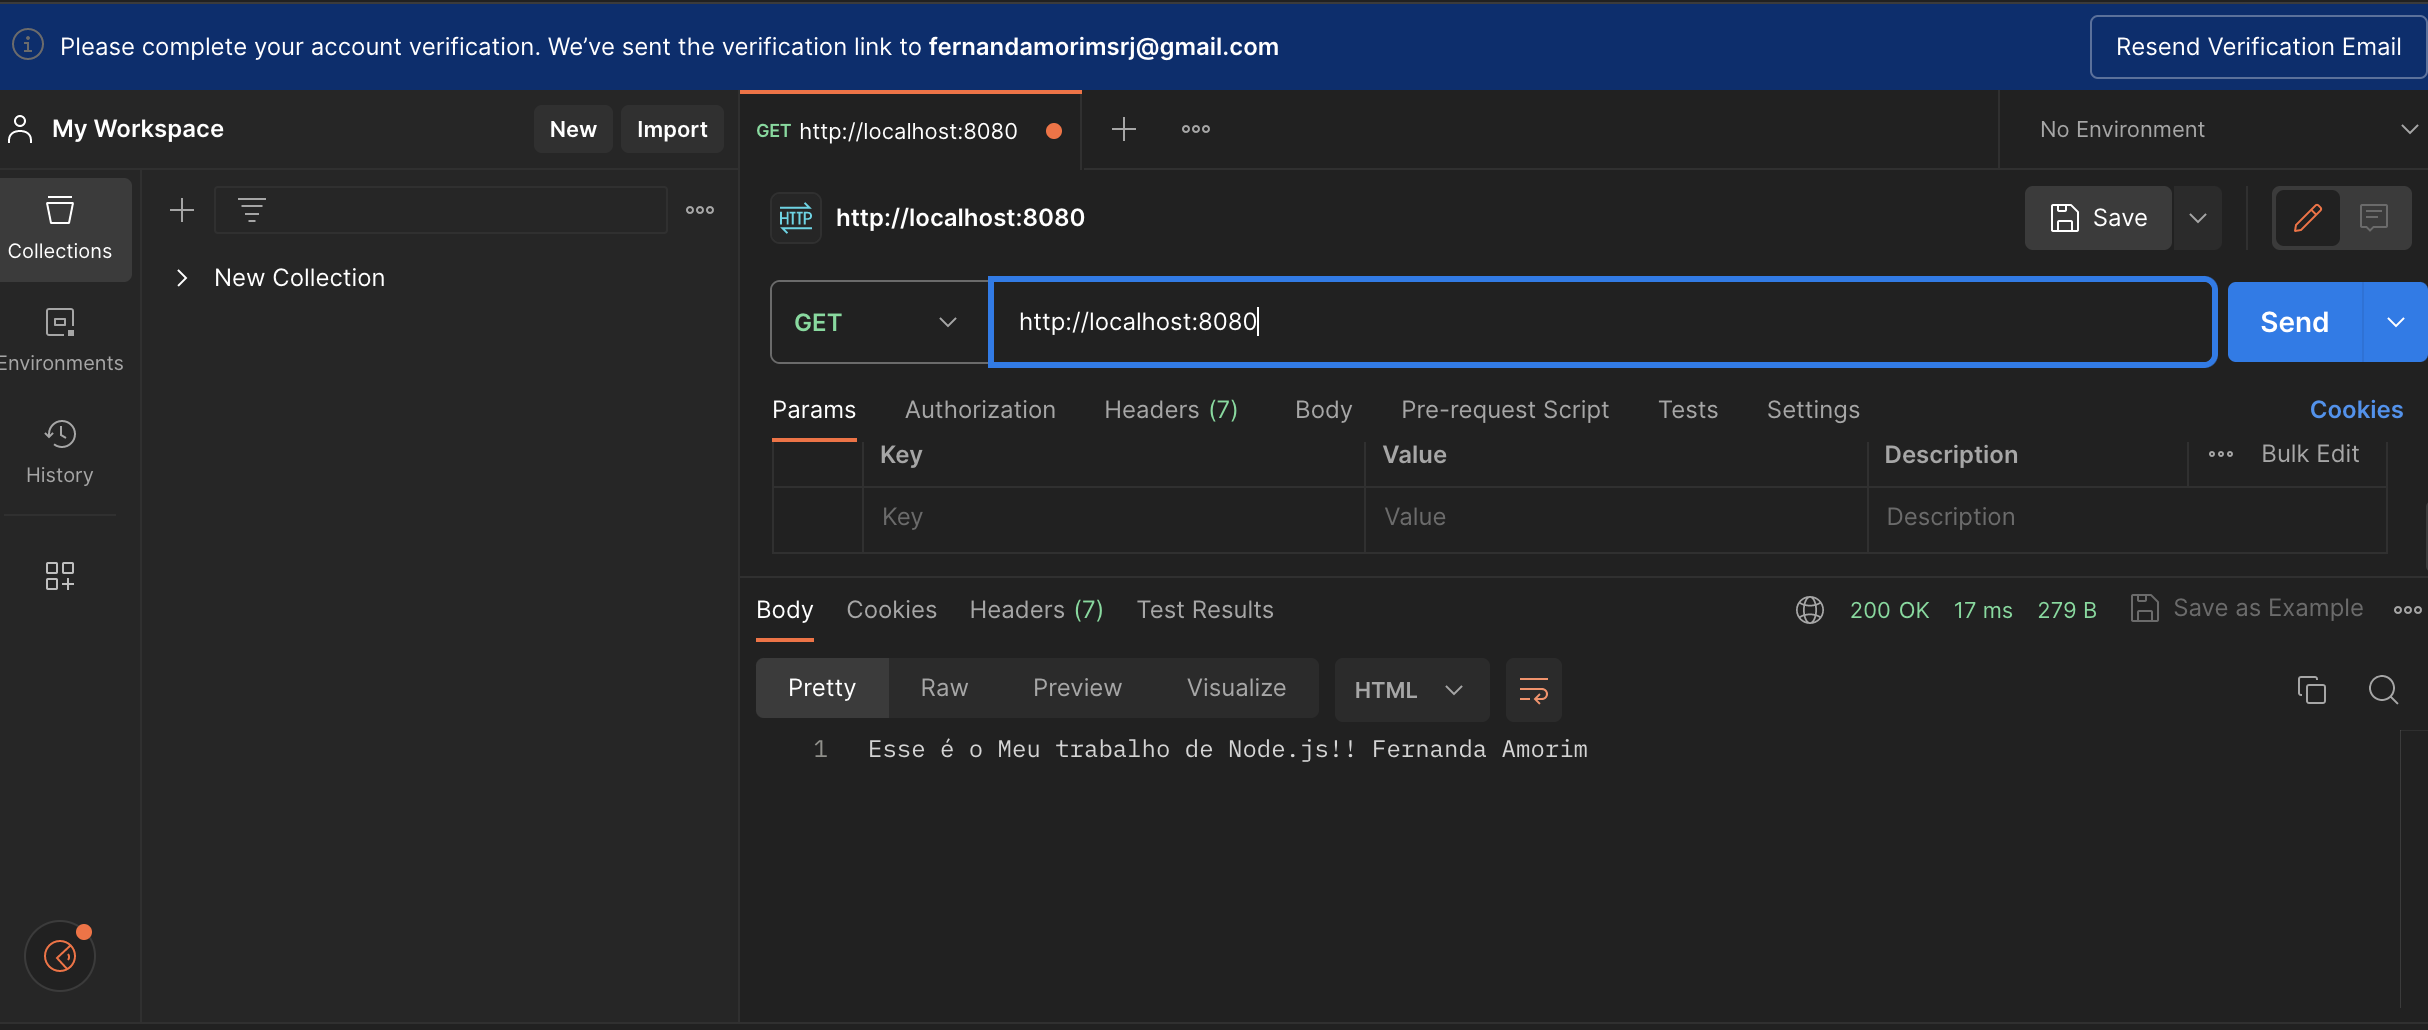 Please complete your account verification. We've sent the verification link to fernandamorimsrj@gmail.com
Resend Verification Email
My Workspace
New
Import
GET http://localhost:8080
No Environment
Collections
HTTP
http://localhost:8080
Save
New Collection
GET
http://localhost:8080
Send
Environments
Params
Authorization
Headers (7)
Body
Pre-request Script
Tests
Settings
Cookies
Key
Value
Description
Bulk Edit
History
Key
Value
Description
Body
Cookies
Headers (7)
Test Results
200 OK
17 ms
279 B
Save as Example
Pretty
Raw
Preview
Visualize
HTML
1 Esse é o Meu trabalho de Node.js!! Fernanda Amorim